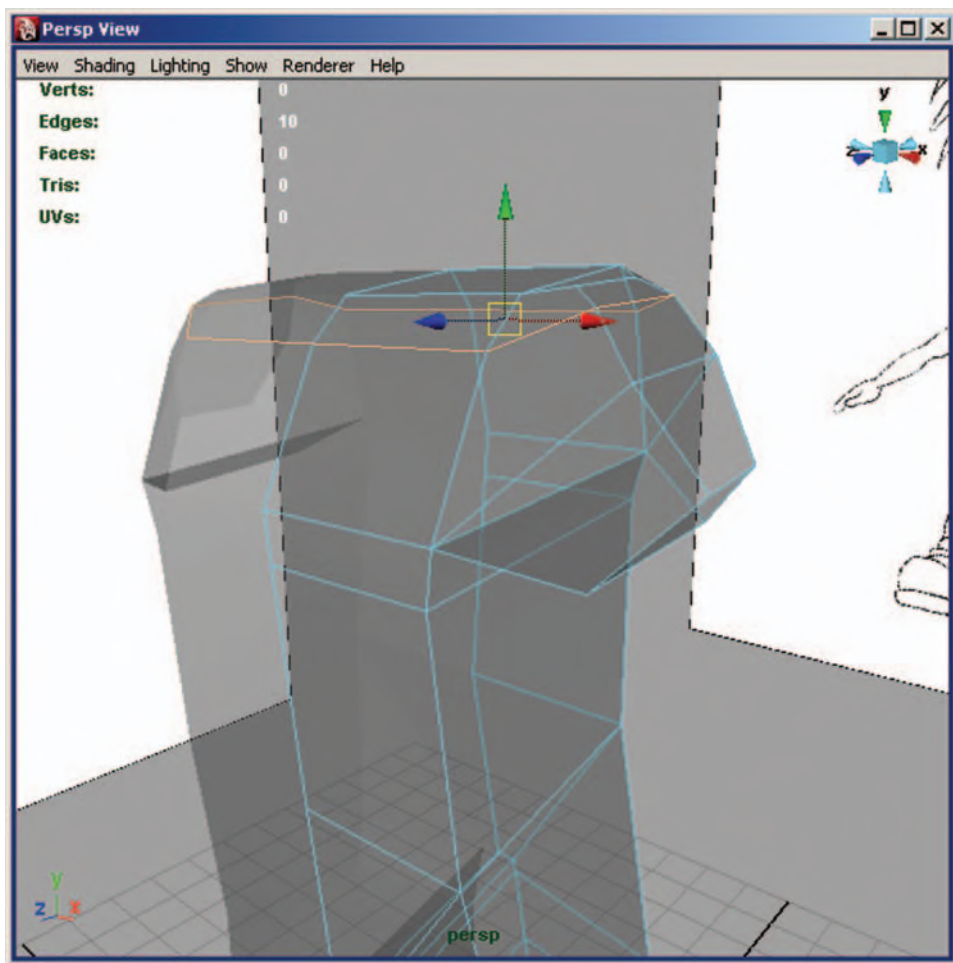 Persp View
View Shading Lighting Show Renderer Help
Verts: 0
Edges: 10
Faces: 0
Tris: 0
UVs: 0
y
z x
y
z x
persp